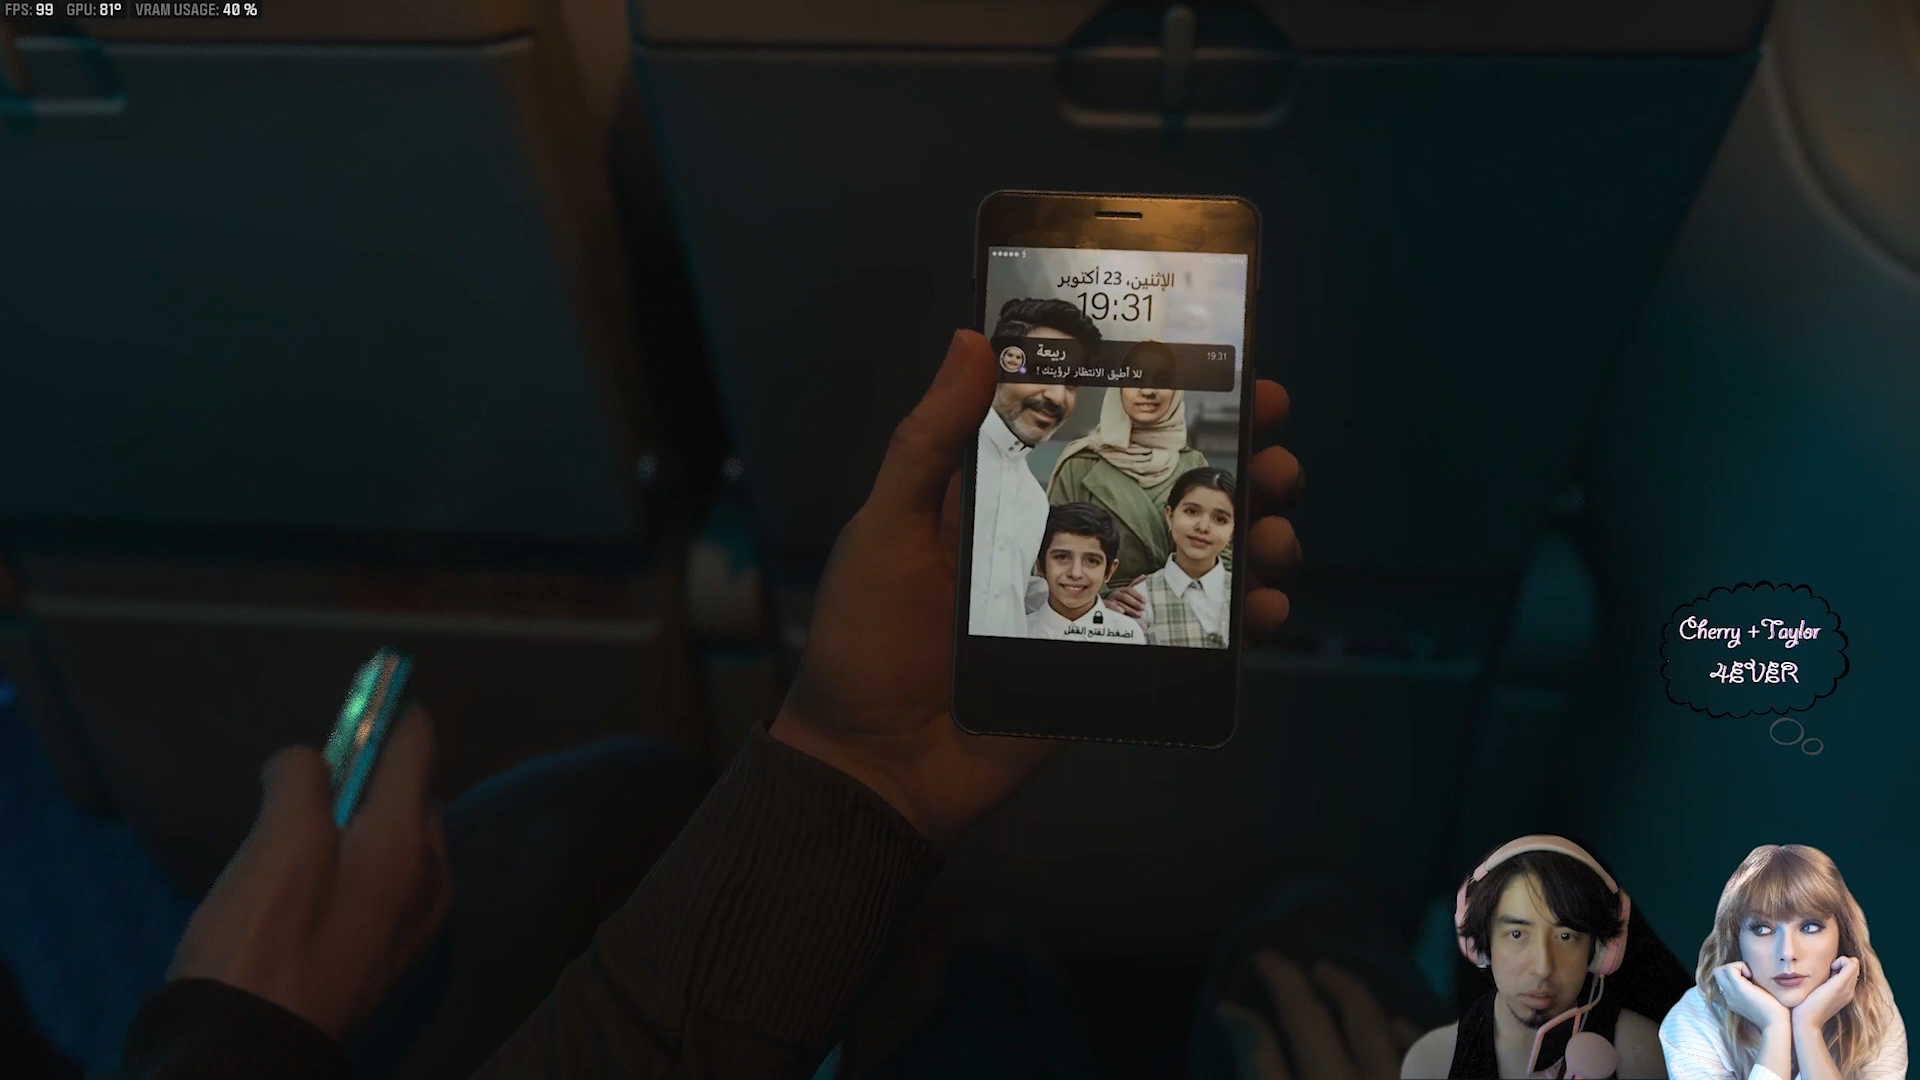 FPS: 99 GPU: 81° VRAM USAGE: 40 %
الإثنين، 23 أكتوبر
19:31
ربيعة 19:31
للا أطيق الانتظار لرؤيتك !
اضغط لفتح القفل
Cherry + Taylor
4EVER